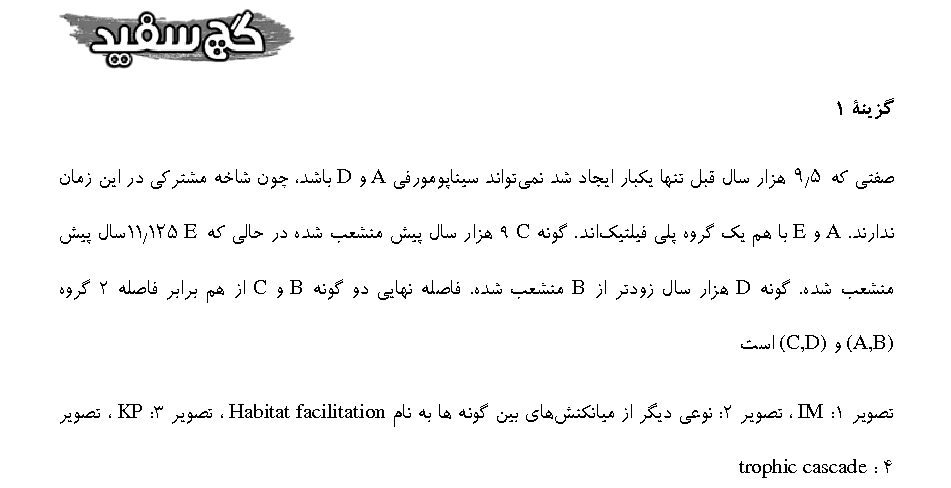 گچ سفید
گزینهٔ ۱
صفتی که ۹٫۵ هزار سال قبل تنها یکبار ایجاد شد نمی‌تواند سیناپومورفی A و D باشد، چون شاخه مشترکی در این زمان
ندارند. A و E با هم یک گروه پلی فیلتیک‌اند. گونه C ۹ هزار سال پیش منشعب شده در حالی که E ۱۱٫۱۲۵سال پیش
منشعب شده. گونه D هزار سال زودتر از B منشعب شده. فاصله نهایی دو گونه B و C از هم برابر فاصله ۲ گروه
(A,B) و (C,D) است
تصویر ۱: IM ، تصویر ۲: نوعی دیگر از میانکنش‌های بین گونه ها به نام Habitat facilitation ، تصویر ۳: KP ، تصویر
۴ : trophic cascade